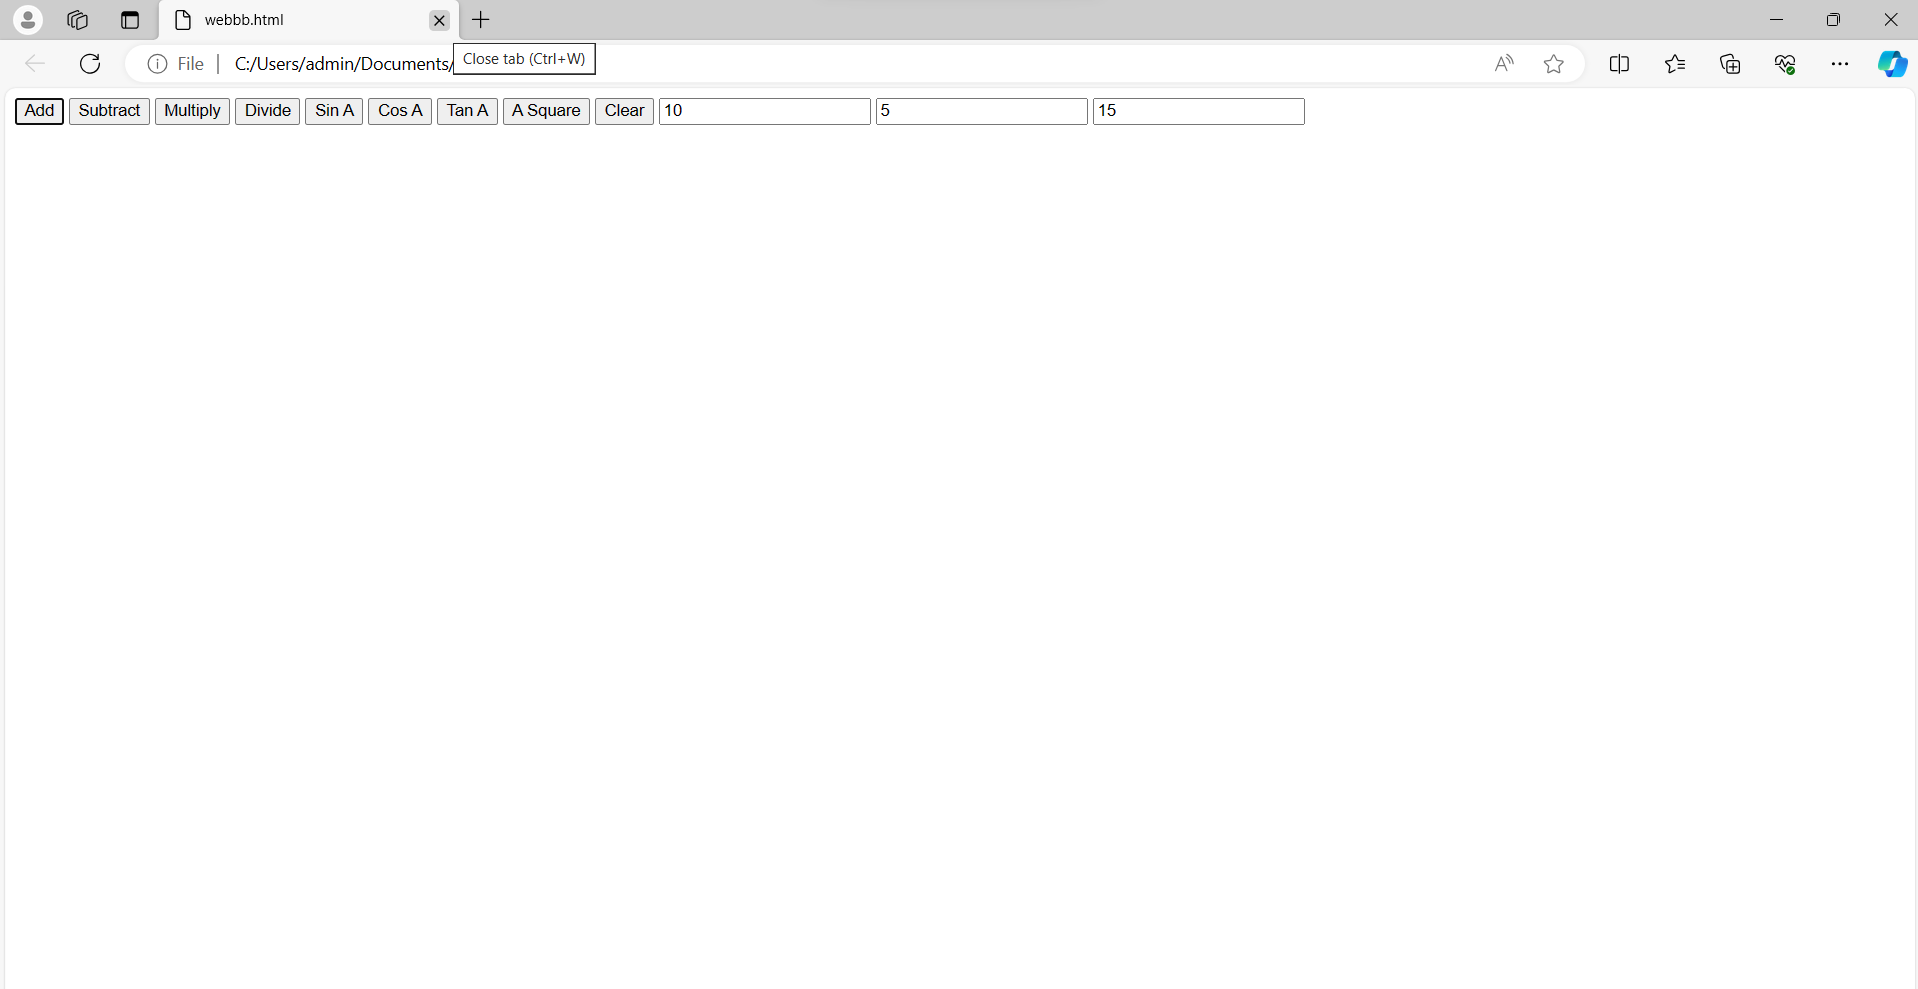 webbb.html
File C:/Users/admin/Documents/
Close tab (Ctrl+W)
Add Subtract Multiply Divide Sin A Cos A Tan A A Square Clear 10 5 15